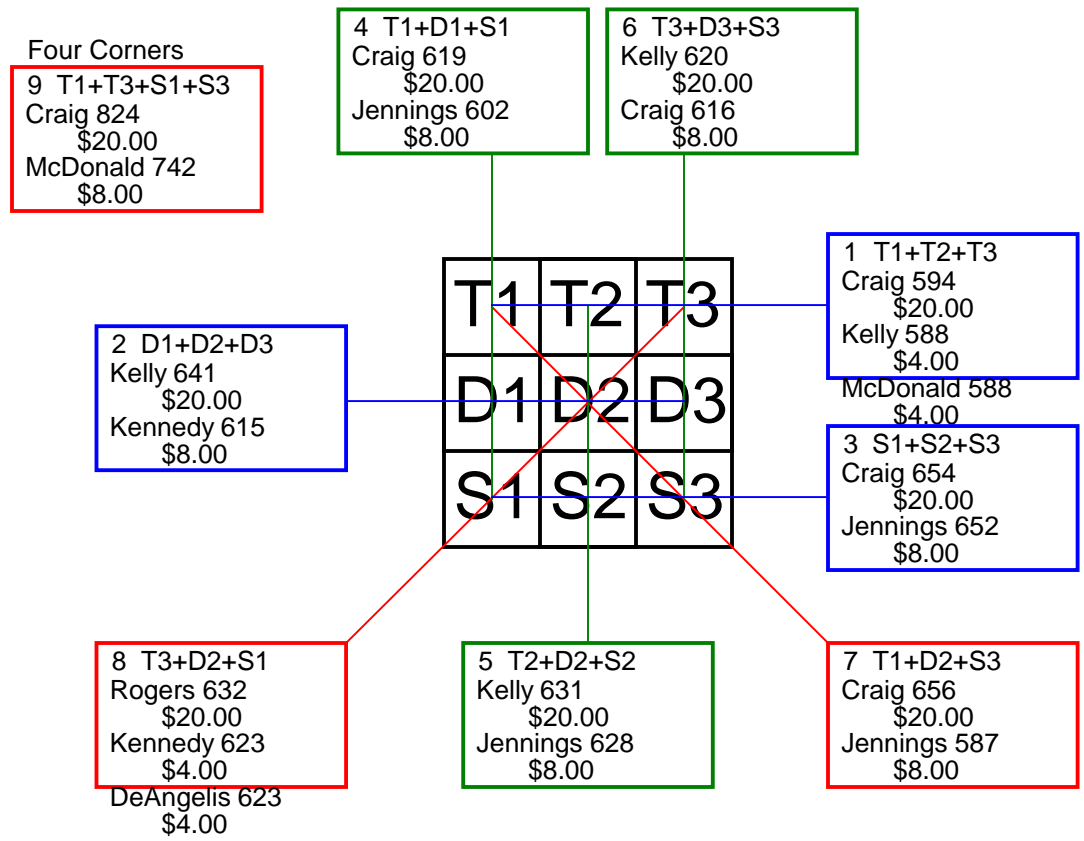 Four Corners
9 T1+T3+S1+S3
Craig 824
$20.00
McDonald 742
$8.00
4 T1+D1+S1
Craig 619
$20.00
Jennings 602
$8.00
6 T3+D3+S3
Kelly 620
$20.00
Craig 616
$8.00
1 T1+T2+T3
Craig 594
$20.00
Kelly 588
$4.00
McDonald 588
$4.00
2 D1+D2+D3
Kelly 641
$20.00
Kennedy 615
$8.00
T1 T2 T3
D1 D2 D3
S1 S2 S3
3 S1+S2+S3
Craig 654
$20.00
Jennings 652
$8.00
8 T3+D2+S1
Rogers 632
$20.00
Kennedy 623
$4.00
DeAngelis 623
$4.00
5 T2+D2+S2
Kelly 631
$20.00
Jennings 628
$8.00
7 T1+D2+S3
Craig 656
$20.00
Jennings 587
$8.00